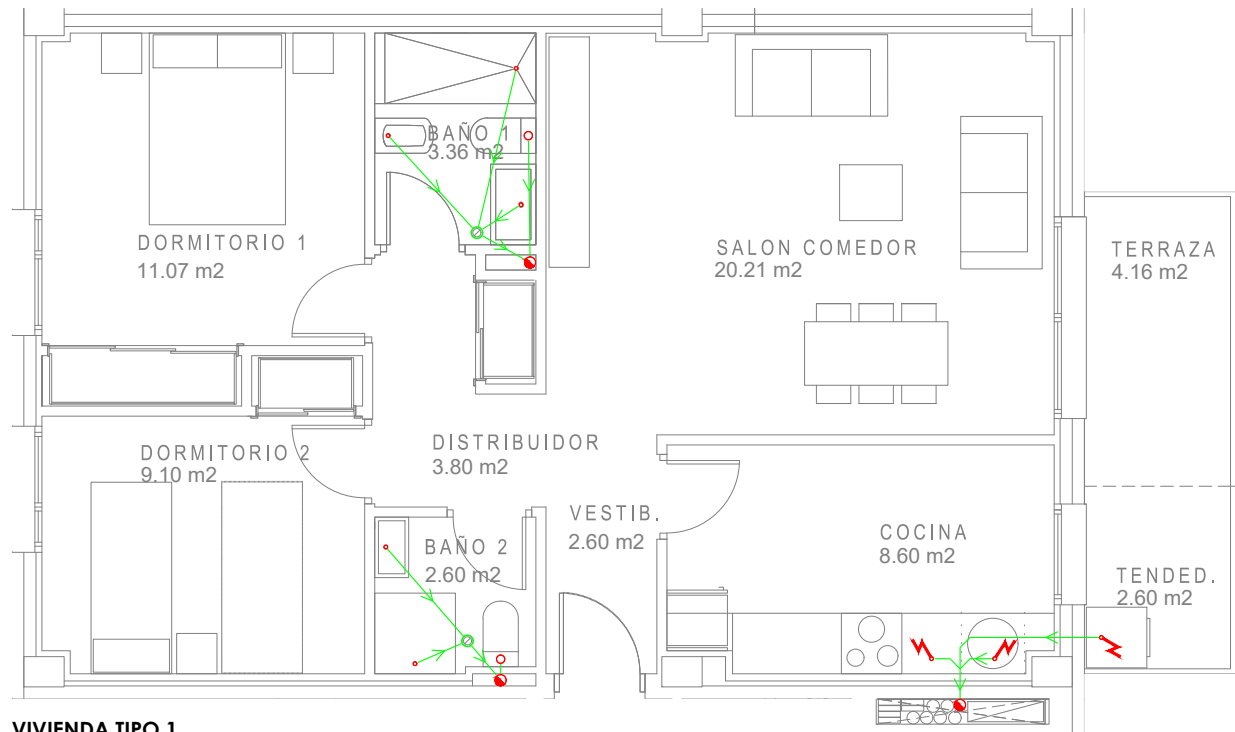 BAÑO 1
3.36 m2
DORMITORIO 1
11.07 m2
SALON COMEDOR
20.21 m2
TERRAZA
4.16 m2
DORMITORIO 2
9.10 m2
DISTRIBUIDOR
3.80 m2
VESTIB.
2.60 m2
COCINA
8.60 m2
BAÑO 2
2.60 m2
TENDED.
2.60 m2
VIVIENDA TIPO 1